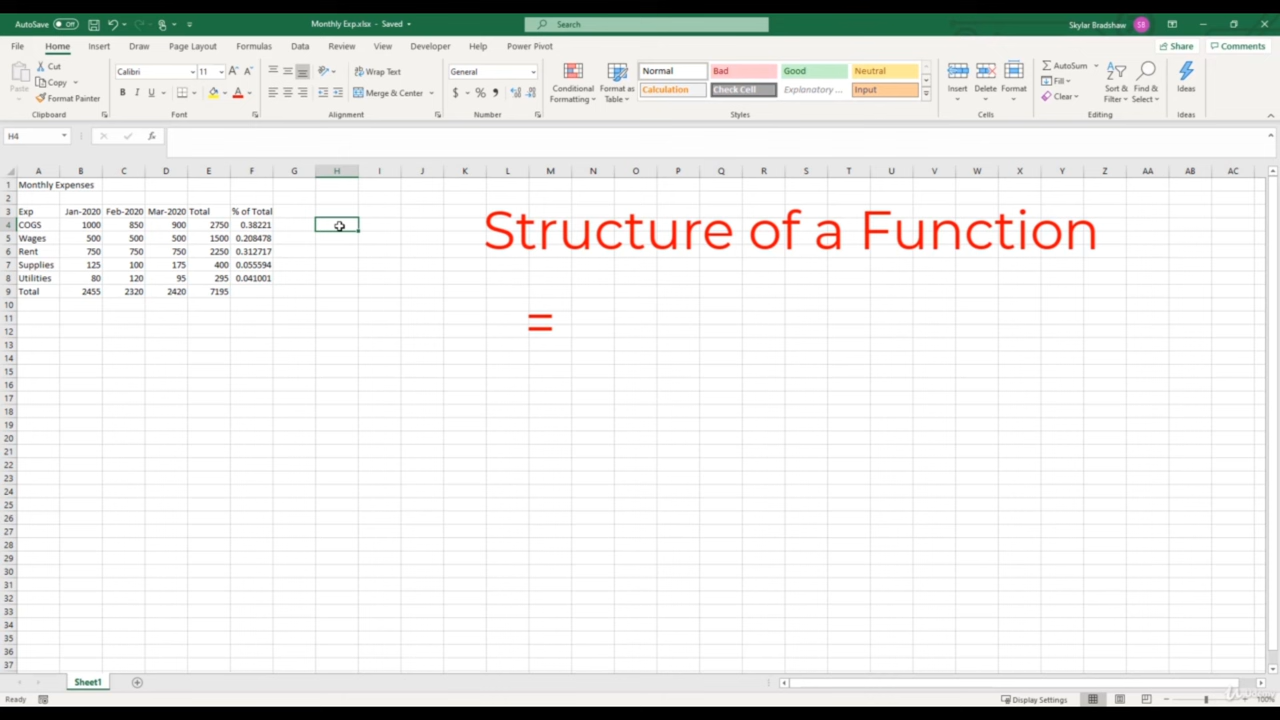 AutoSave Off Monthly Exp.xlsx - Saved Search Skylar Bradshaw SB
File Home Insert Draw Page Layout Formulas Data Review View Developer Help Power Pivot Share Comments
Paste Cut Copy Format Painter Clipboard
Calibri 11 B I U A Font
Wrap Text Merge & Center Alignment
General $ % , Number
Conditional Formatting Format as Table
Normal Bad Good Neutral
Calculation Check Cell Explanatory ... Input
Styles
Insert Delete Format Cells
AutoSum Fill Clear Sort & Filter Find & Select Editing
Ideas Ideas
H4 fx
A B C D E F G H I J K L M N O P Q R S T U V W X Y Z AA AB AC
1 Monthly Expenses
2
3 Exp Jan-2020 Feb-2020 Mar-2020 Total % of Total
4 COGS 1000 850 900 2750 0.38221
5 Wages 500 500 500 1500 0.208478
6 Rent 750 750 750 2250 0.312717
7 Supplies 125 100 175 400 0.055594
8 Utilities 80 120 95 295 0.041001
9 Total 2455 2320 2420 7195
Structure of a Function
=
10
11
12
13
14
15
16
17
18
19
20
21
22
23
24
25
26
27
28
29
30
31
32
33
34
35
36
37
Sheet1
Ready Display Settings 100%